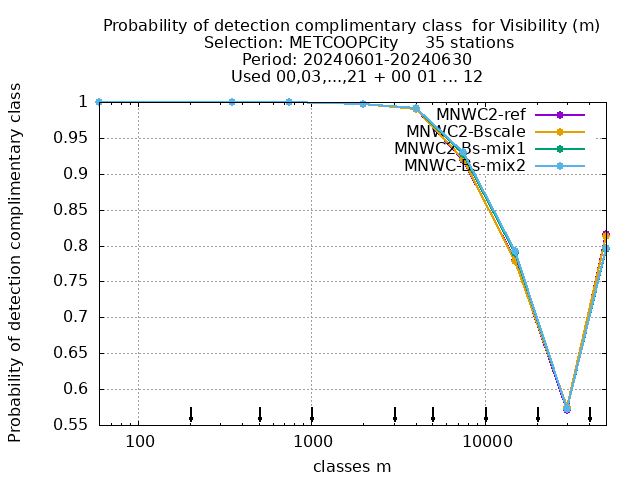 Probability of detection complimentary class  for Visibility (m)
Selection: METCOOPCity     35 stations
Period: 20240601-20240630
Used 00,03,...,21 + 00 01 ... 12
Probability of detection complimentary class
1
0.95
0.9
0.85
0.8
0.75
0.7
0.65
0.6
0.55
MNWC2-ref
MNWC2-Bscale
MNWC2-Bs-mix1
MNWC-Bs-mix2
100 1000 10000
classes m